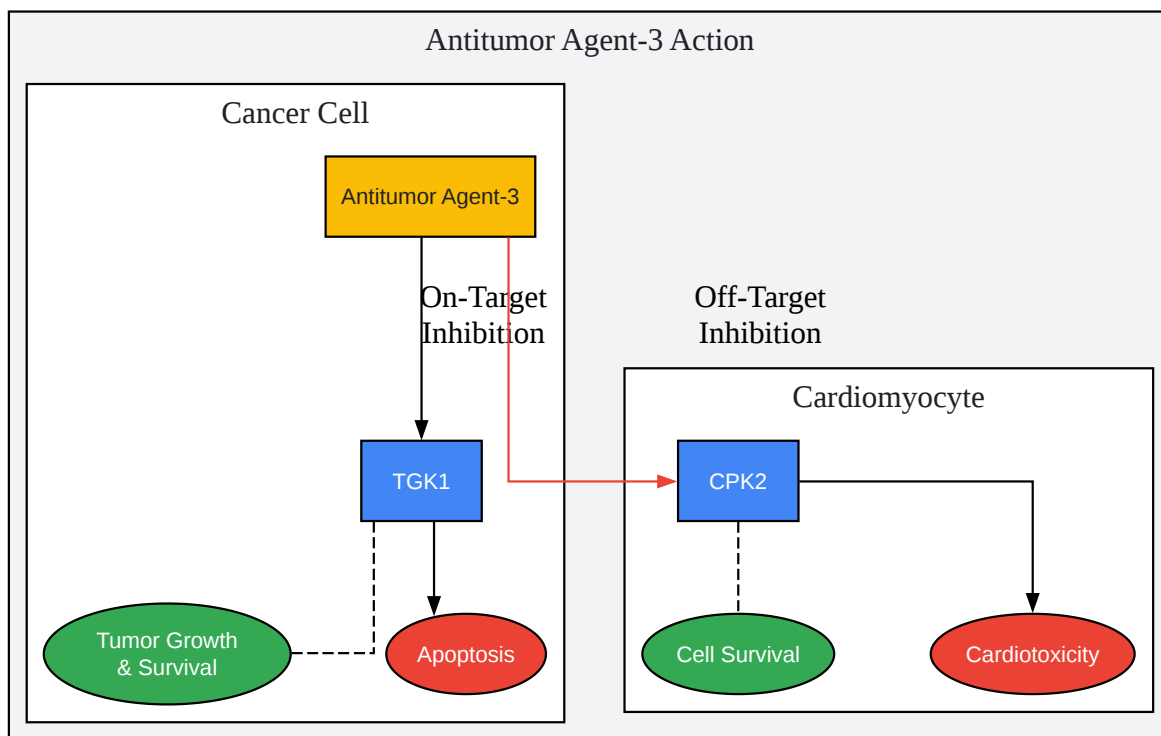 Antitumor Agent-3 Action
Cancer Cell
Antitumor Agent-3
On-Target
Inhibition
Off-Target
Inhibition
Cardiomyocyte
TGK1
CPK2
Tumor Growth
& Survival
Apoptosis
Cell Survival
Cardiotoxicity